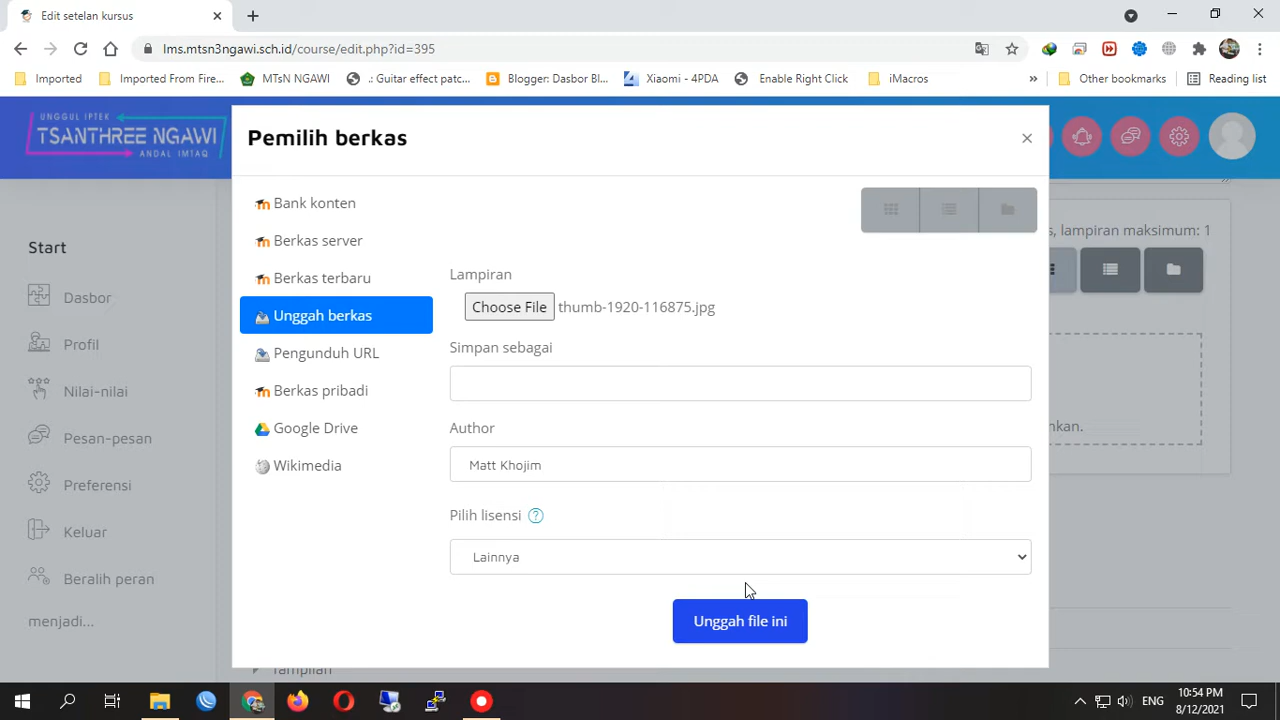 Edit setelan kursus
lms.mtsn3ngawi.sch.id/course/edit.php?id=395
Imported
Imported From Fire...
MTsN NGAWI
.: Guitar effect patc...
Blogger: Dasbor Bl...
Xiaomi - 4PDA
Enable Right Click
iMacros
»
Other bookmarks
Reading list
UNGGUL IPTEK
TSANTHREE NGAWI
ANDAL IMTAQ
Pemilih berkas
Bank konten
Berkas server
Berkas terbaru
Unggah berkas
Pengunduh URL
Berkas pribadi
Google Drive
Wikimedia
Lampiran
Choose File thumb-1920-116875.jpg
Simpan sebagai
Author
Matt Khojim
Pilih lisensi
Lainnya
Unggah file ini
Start
Dasbor
Profil
Nilai-nilai
Pesan-pesan
Preferensi
Keluar
Beralih peran
menjadi...
s, lampiran maksimum: 1
kan.
Tampilan
ENG
10:54 PM
8/12/2021